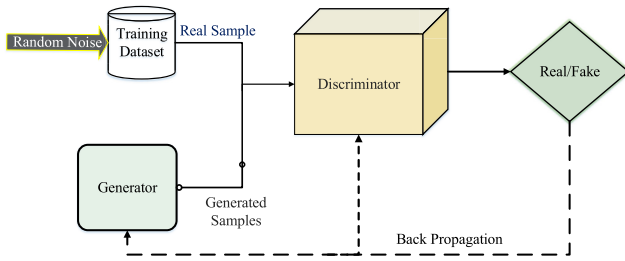 Random Noise
Training
Dataset
Real Sample
Discriminator
Real/Fake
Generator
Generated
Samples
Back Propagation